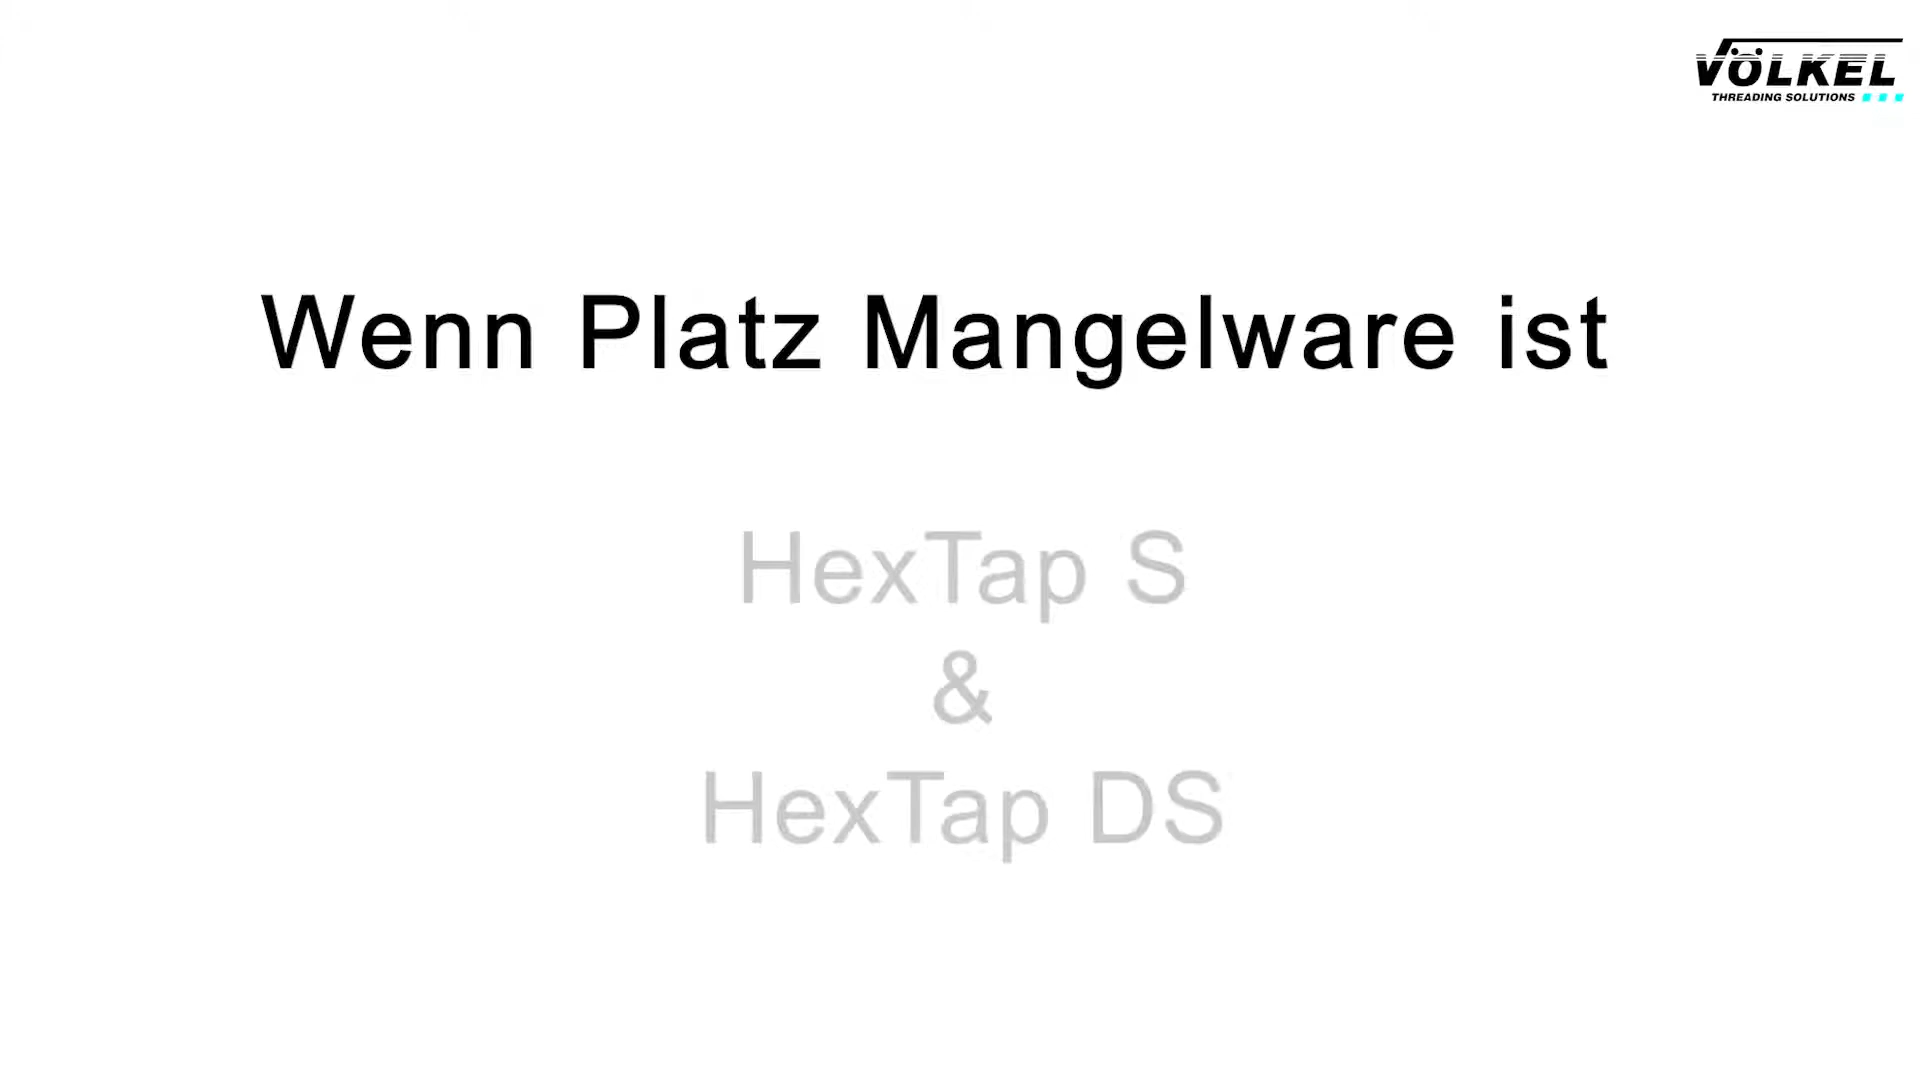 VÖLKEL
THREADING SOLUTIONS
Wenn Platz Mangelware ist
HexTap S
&
HexTap DS